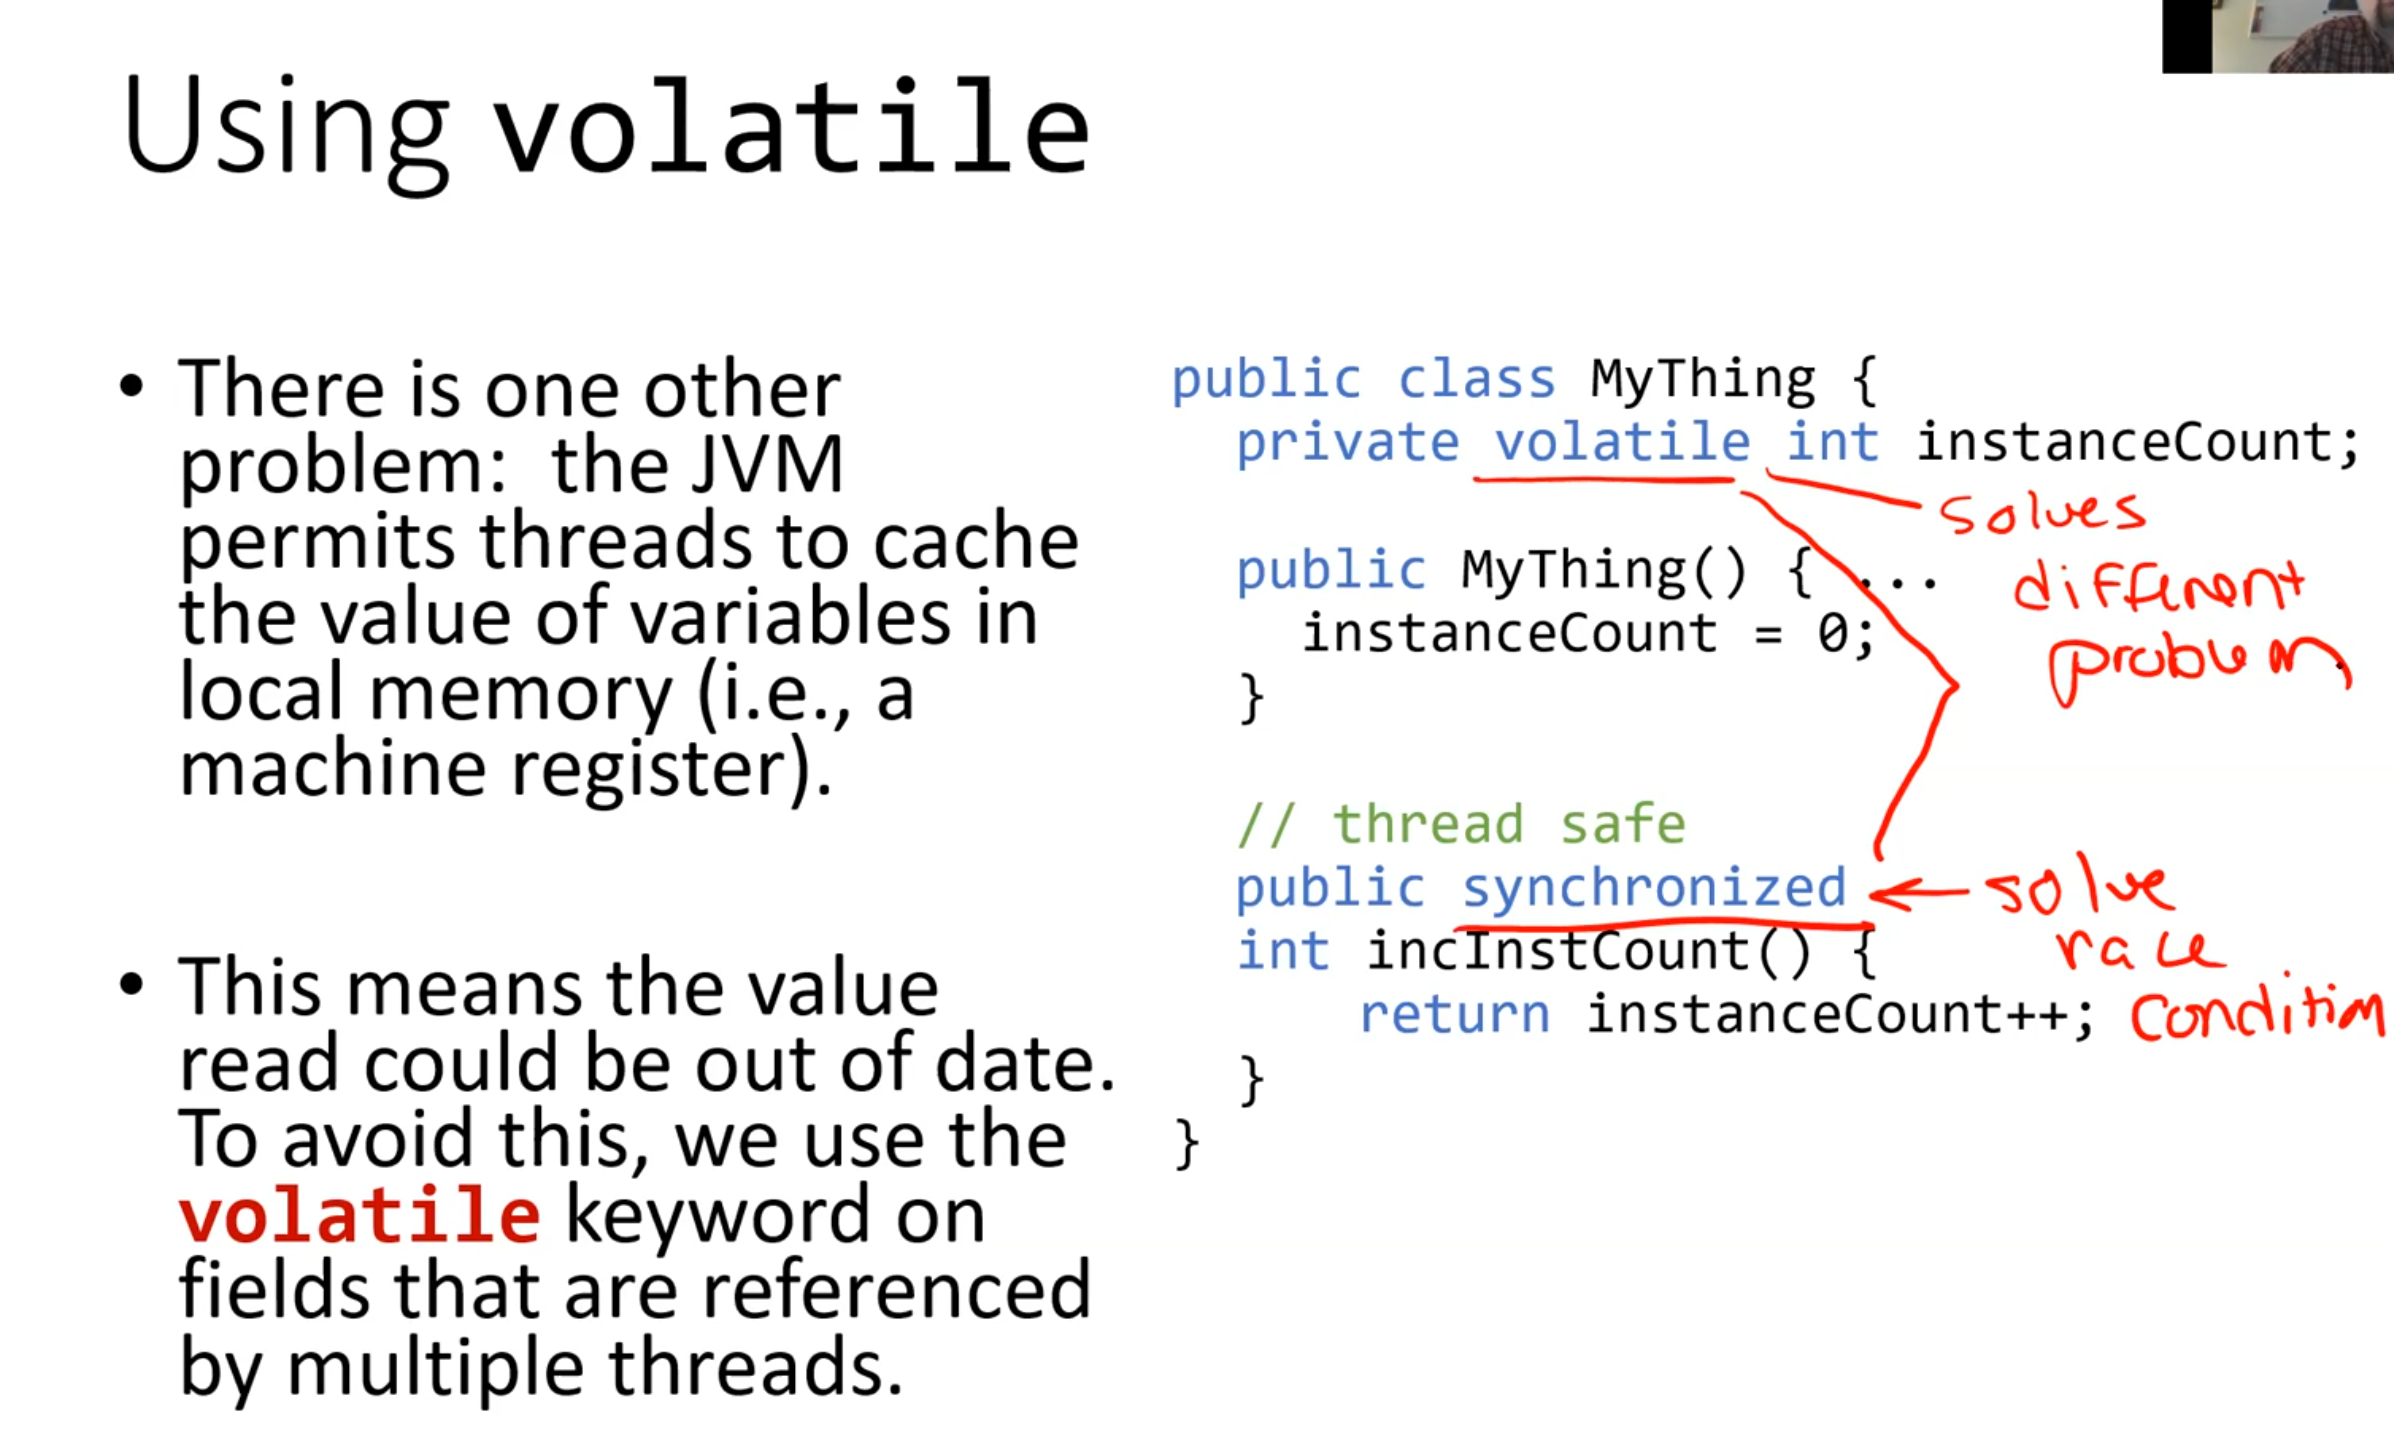 Using volatile
• There is one other
problem:  the JVM
permits threads to cache
the value of variables in
local memory (i.e., a
machine register).
• This means the value
read could be out of date.
To avoid this, we use the
volatile keyword on
fields that are referenced
by multiple threads.
public class MyThing {
private volatile int instanceCount;
solves
different
problem
public MyThing() { ...
instanceCount = 0;
}
// thread safe
public synchronized
int incInstCount() {
return instanceCount++;
}
}
solve
race
condition